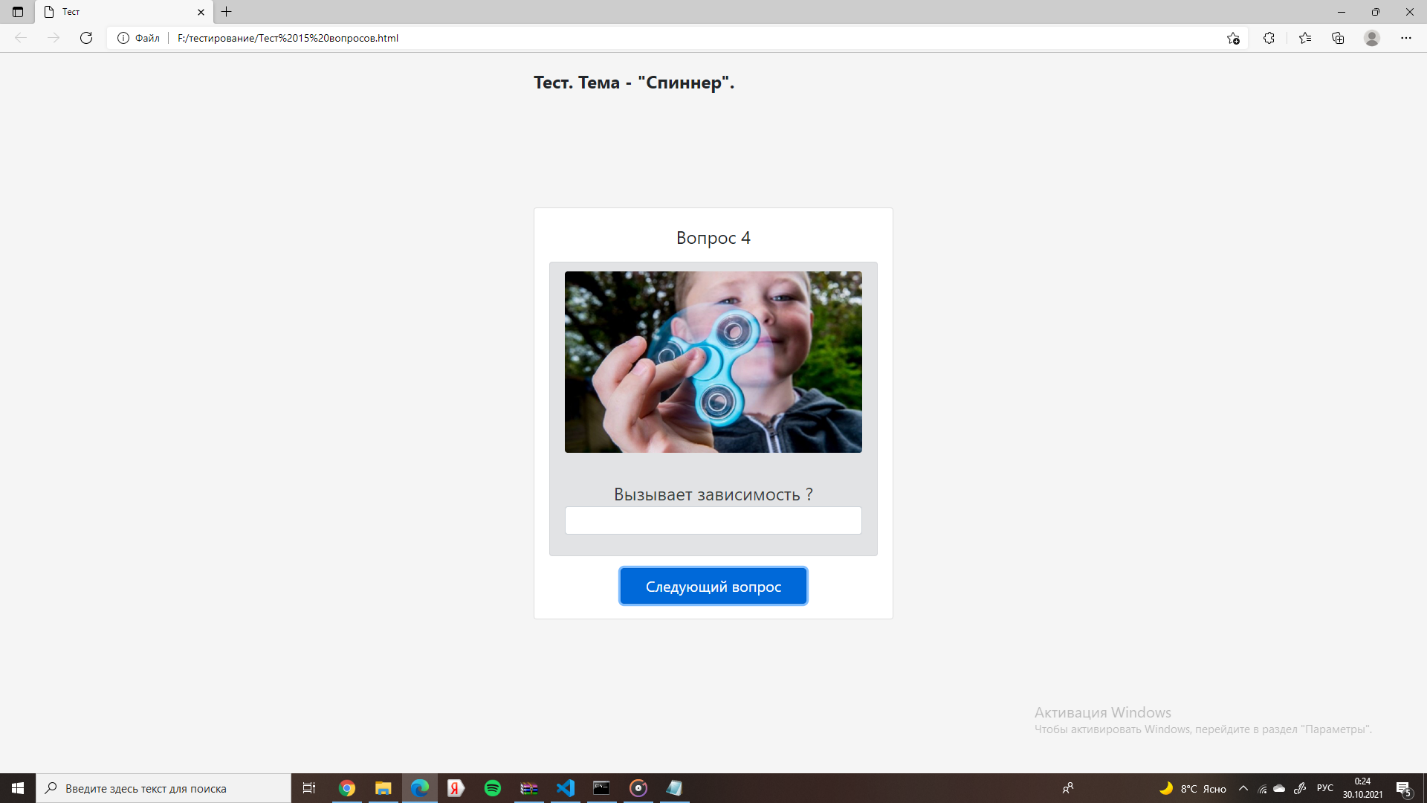 Тест
Файл
F:/тестирование/Тест%2015%20вопросов.html
Тест. Тема - "Спиннер".
Вопрос 4
Вызывает зависимость ?
Следующий вопрос
Активация Windows
Чтобы активировать Windows, перейдите в раздел "Параметры".
Введите здесь текст для поиска
8°C Ясно
РУС
0:24
30.10.2021
5